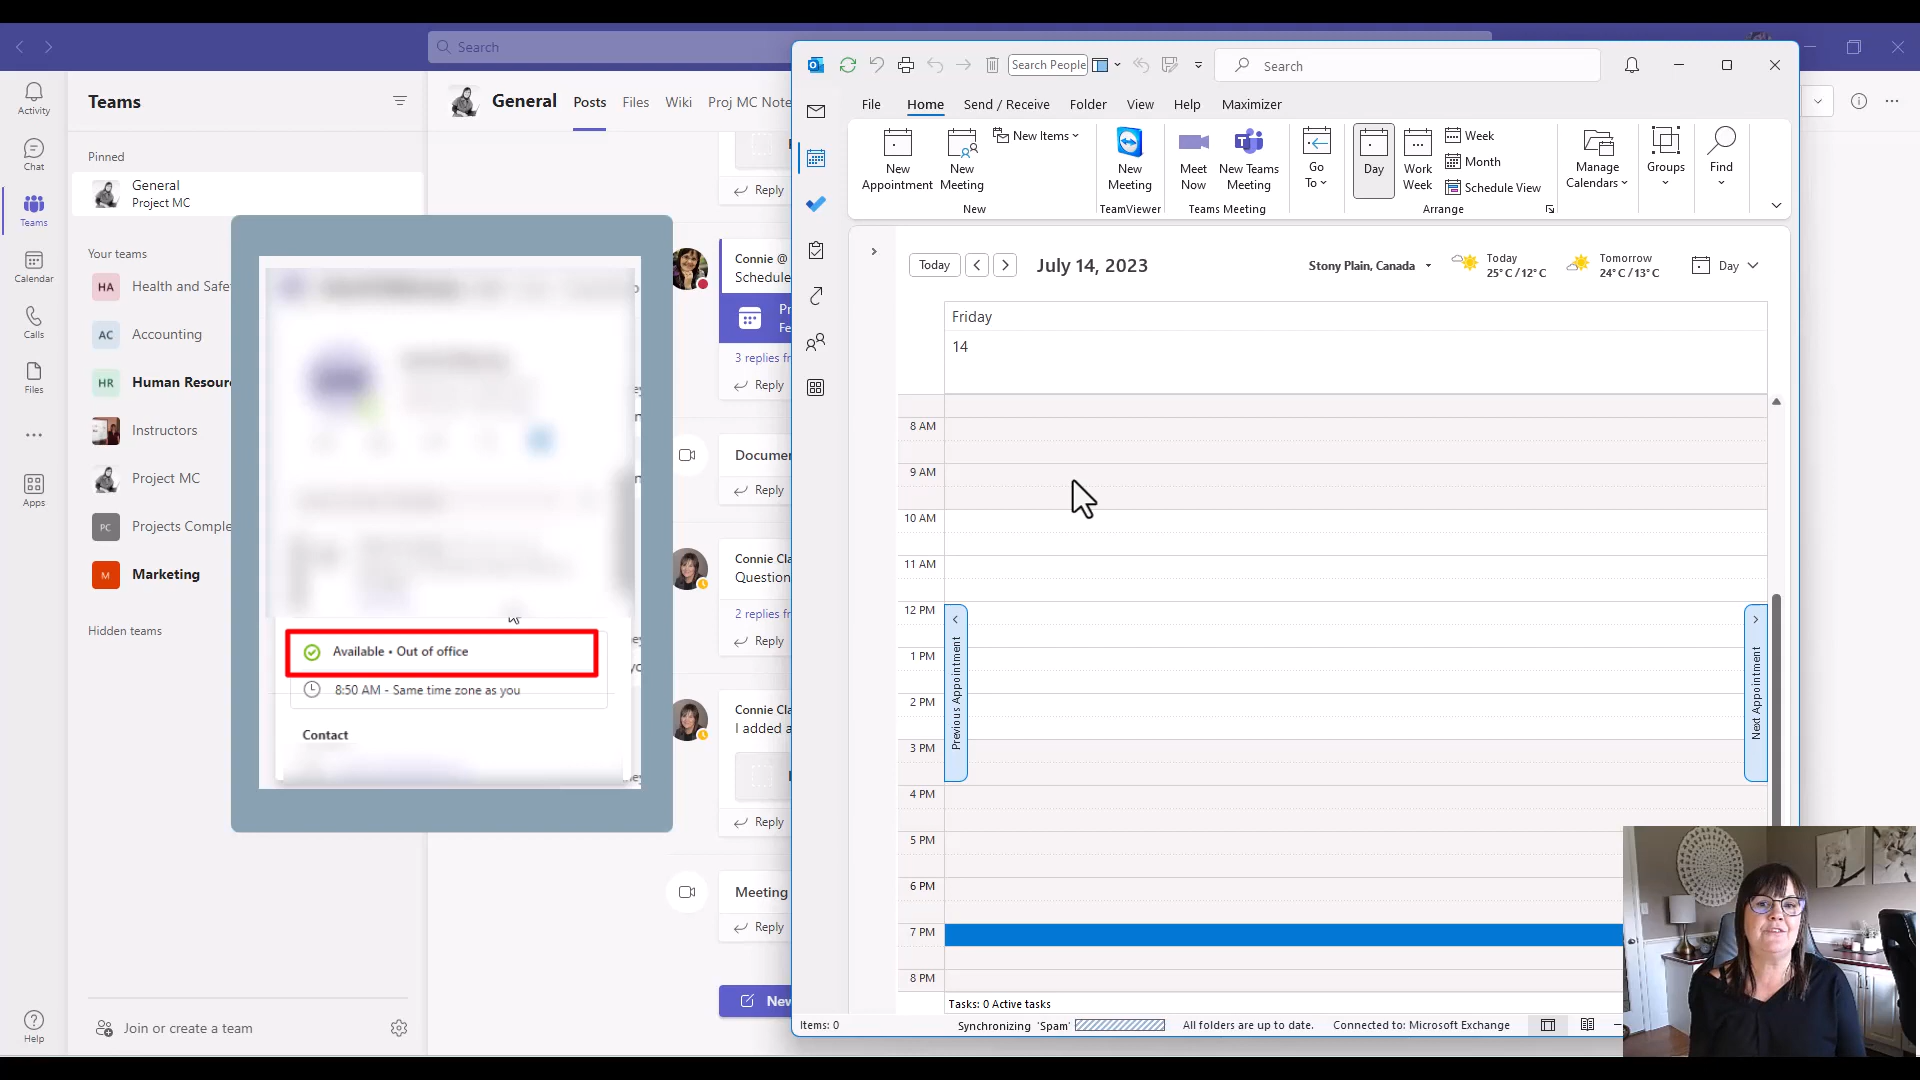 Search
Activity
Chat
Teams
Calendar
Calls
Files
Apps
Help
Teams
Pinned
General
Project MC
Your teams
HA Health and Safe
AC Accounting
HR Human Resour
Instructors
Project MC
PC Projects Comple
M Marketing
Hidden teams
Join or create a team
Available • Out of office
8:50 AM - Same time zone as you
Contact
General Posts Files Wiki Proj MC Note
Reply
Connie @
Schedule
Pr
Fe
3 replies fr
Reply
Documen
Reply
Connie Cla
Question
2 replies fr
Reply
Connie Cla
I added a
Reply
Meeting
Reply
New
Search People
Search
File Home Send / Receive Folder View Help Maximizer
New Appointment
New Meeting
New Items
New
New Meeting
TeamViewer
Meet Now
New Teams Meeting
Teams Meeting
Go To
Day
Work Week
Week
Month
Schedule View
Arrange
Manage Calendars
Groups
Find
Today
July 14, 2023
Stony Plain, Canada
Today
25°C/12°C
Tomorrow
24°C/13°C
Day
Friday
14
8 AM
9 AM
10 AM
11 AM
12 PM
1 PM
2 PM
3 PM
4 PM
5 PM
6 PM
7 PM
8 PM
Previous Appointment
Next Appointment
Tasks: 0 Active tasks
Items: 0
Synchronizing 'Spam'
All folders are up to date.
Connected to: Microsoft Exchange